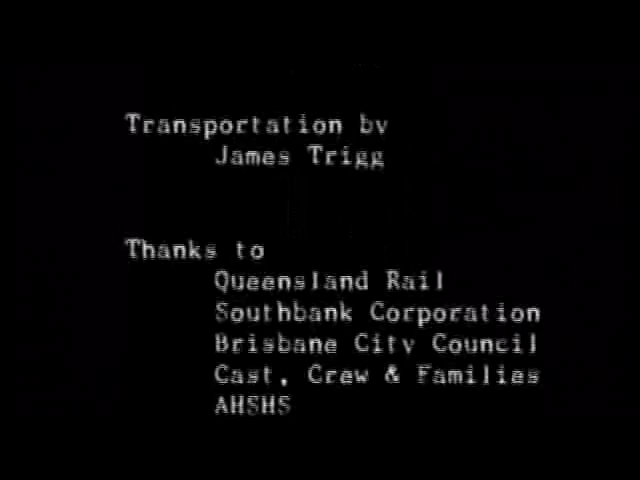 Transportation by
James Trigg
Thanks to
Queensland Rail
Southbank Corporation
Brisbane City Council
Cast, Crew & Families
AHSHS